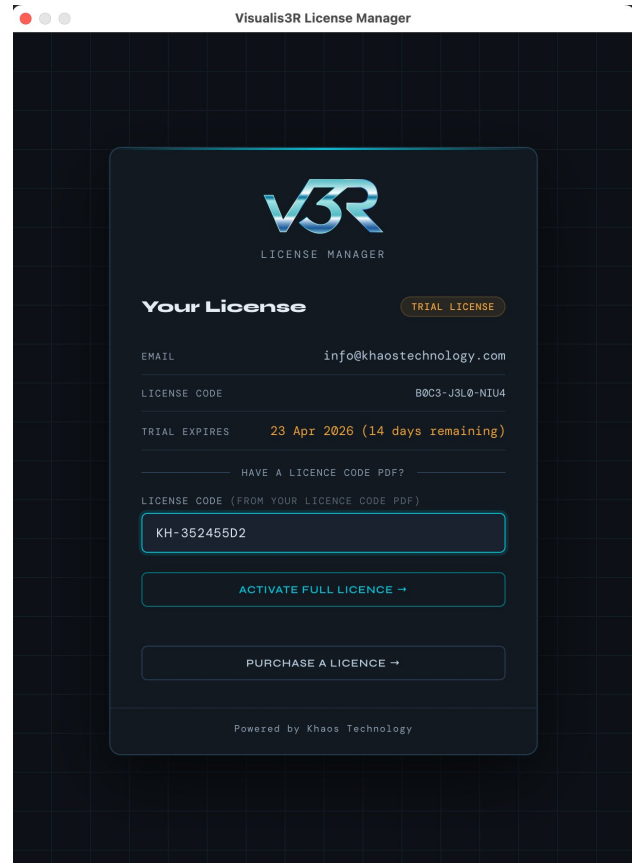 Visualis3R License Manager
V3R
LICENSE MANAGER
Your License
TRIAL LICENSE
EMAIL
info@khaostechnology.com
LICENSE CODE
B0C3-J3L0-NIU4
TRIAL EXPIRES
23 Apr 2026 (14 days remaining)
HAVE A LICENCE CODE PDF?
LICENSE CODE (FROM YOUR LICENCE CODE PDF)
KH-352455D2
ACTIVATE FULL LICENCE →
PURCHASE A LICENCE →
Powered by Khaos Technology